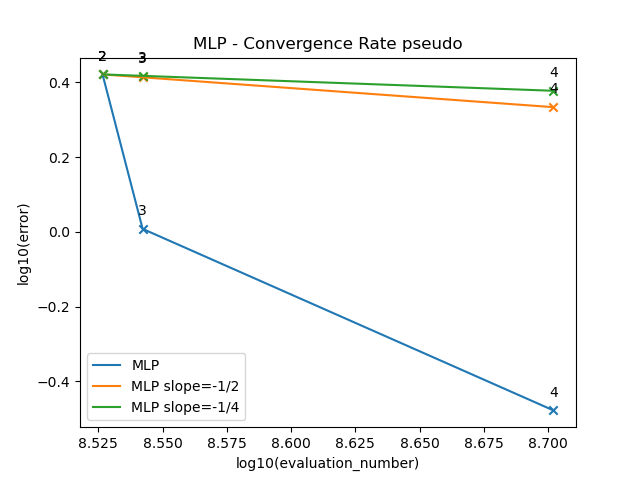 MLP - Convergence Rate pseudo
2
3
3
4
4
4
0.4
0.2
0.0
−0.2
−0.4
log10(error)
MLP
MLP slope=-1/2
MLP slope=-1/4
8.525 8.550 8.575 8.600 8.625 8.650 8.675 8.700
log10(evaluation_number)